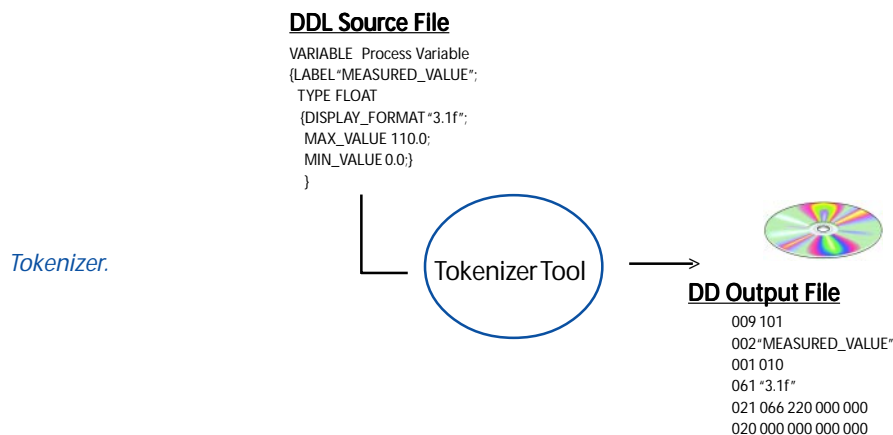 DDL Source File
VARIABLE Process Variable
{LABEL “MEASURED_VALUE”;
TYPE FLOAT
{DISPLAY_FORMAT “3.1f”;
MAX_VALUE 110.0;
MIN_VALUE 0.0;}
}
Tokenizer.
Tokenizer Tool
DD Output File
009 101
002 “MEASURED_VALUE”
001 010
061 “3.1f”
021 066 220 000 000
020 000 000 000 000